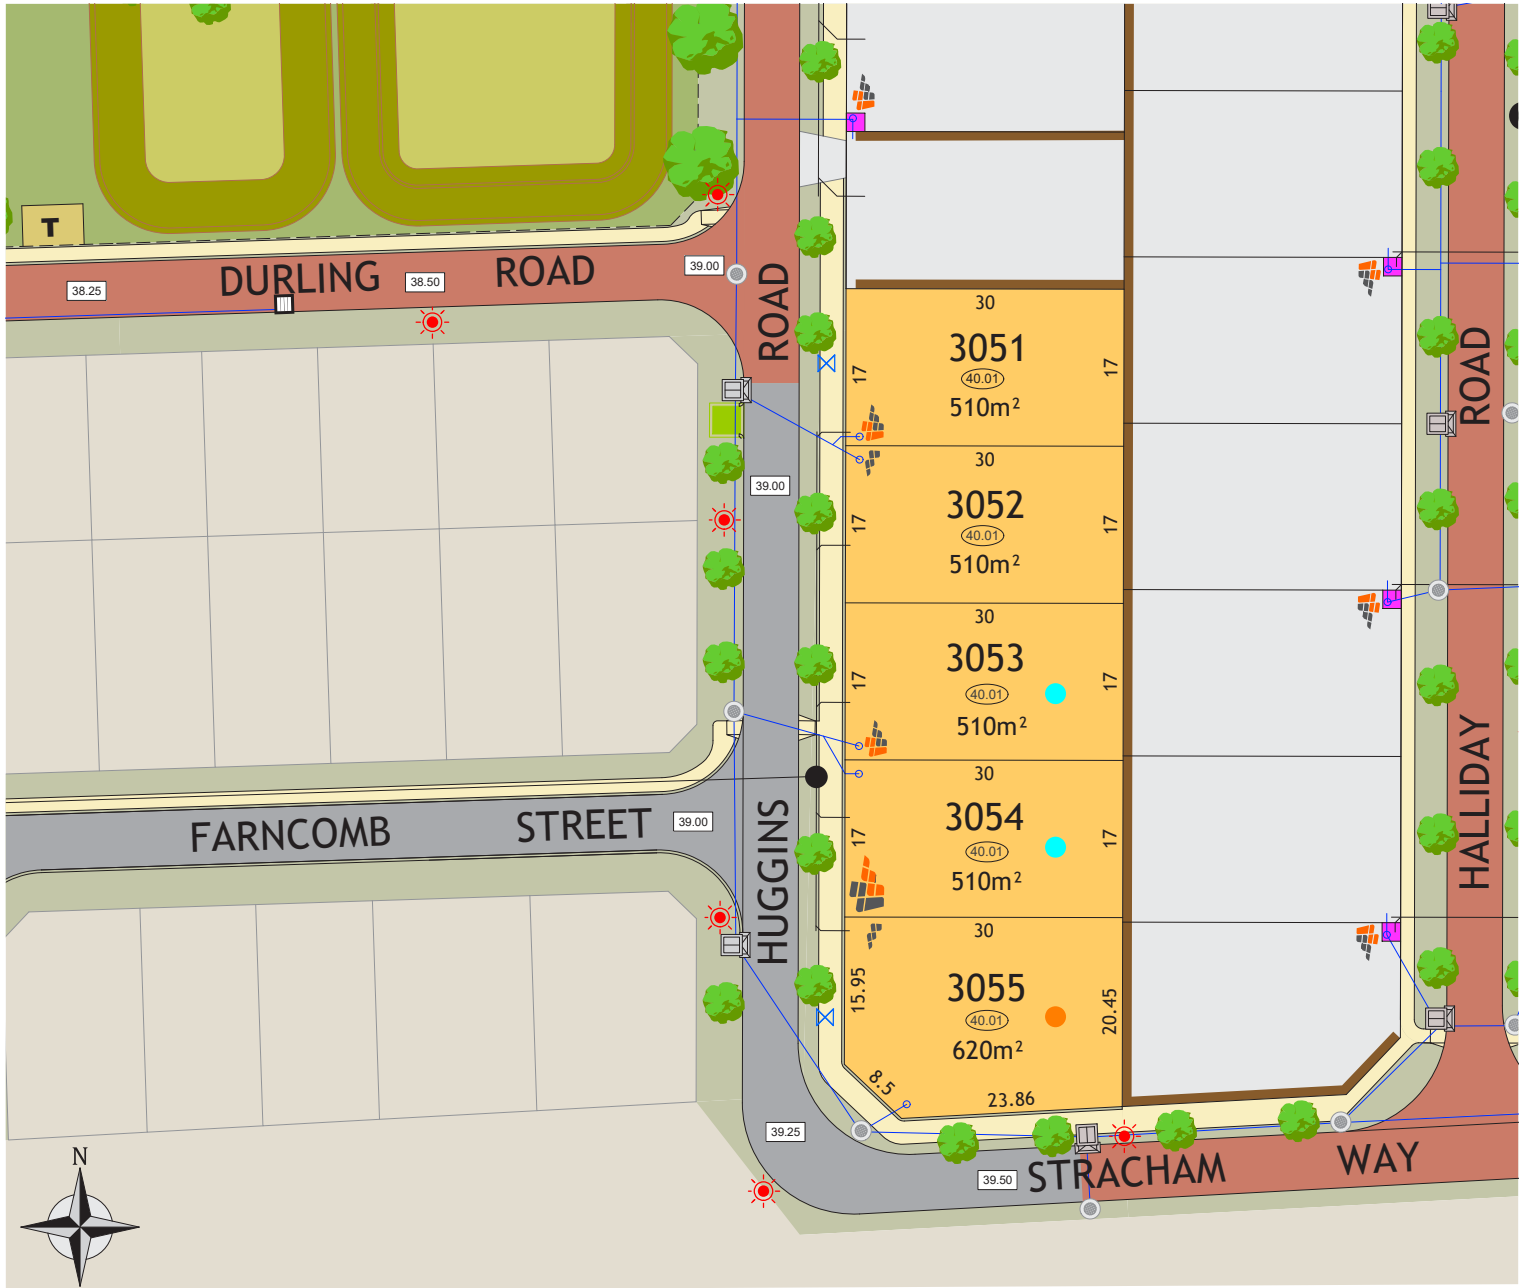 T
DURLING ROAD
38.25
38.50
39.00
ROAD
30
3051
40.01
510m²
17
17
39.00
30
3052
40.01
510m²
17
17
30
3053
40.01
510m²
17
17
FARNCOMB STREET
39.00
HUGGINS
30
3054
40.01
510m²
17
17
30
3055
40.01
620m²
15.95
20.45
8.5
23.86
ROAD
HALLIDAY
39.25
39.50
STRACHAM WAY
N